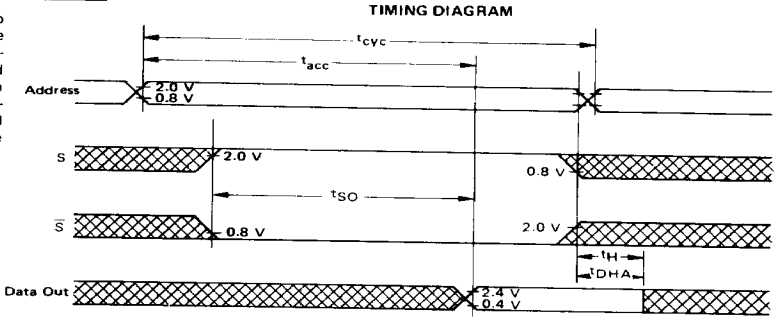 TIMING DIAGRAM
tcyc
tacc
Address
2.0 V
0.8 V
S
2.0 V
0.8 V
tSO
S̅
0.8 V
2.0 V
tH
tDHA
Data Out
2.4 V
0.4 V